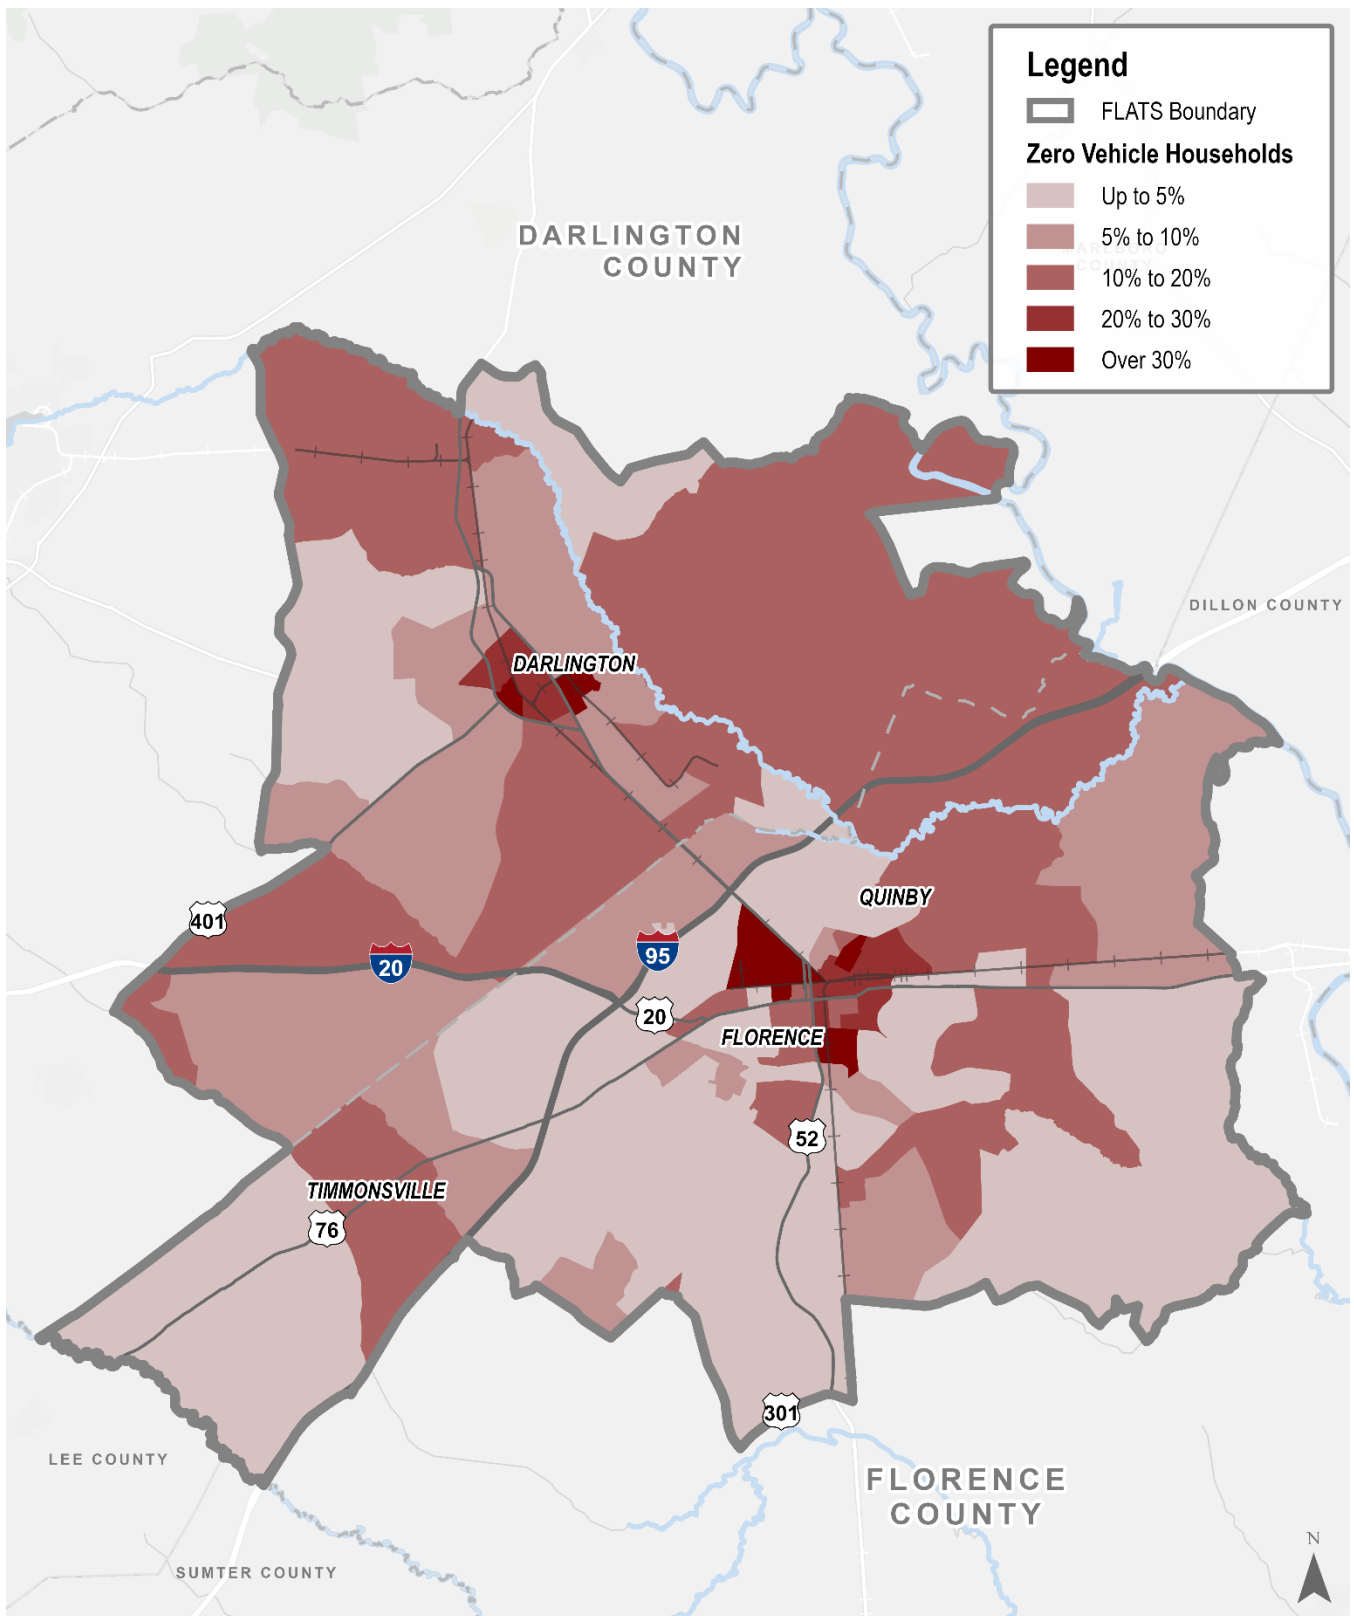 Legend
FLATS Boundary
Zero Vehicle Households
Up to 5%
5% to 10%
MARLBORO
COUNTY
10% to 20%
20% to 30%
Over 30%
DARLINGTON
COUNTY
DILLON COUNTY
DARLINGTON
QUINBY
401
20
95
20
FLORENCE
52
TIMMONSVILLE
76
301
LEE COUNTY
FLORENCE
COUNTY
SUMTER COUNTY
N